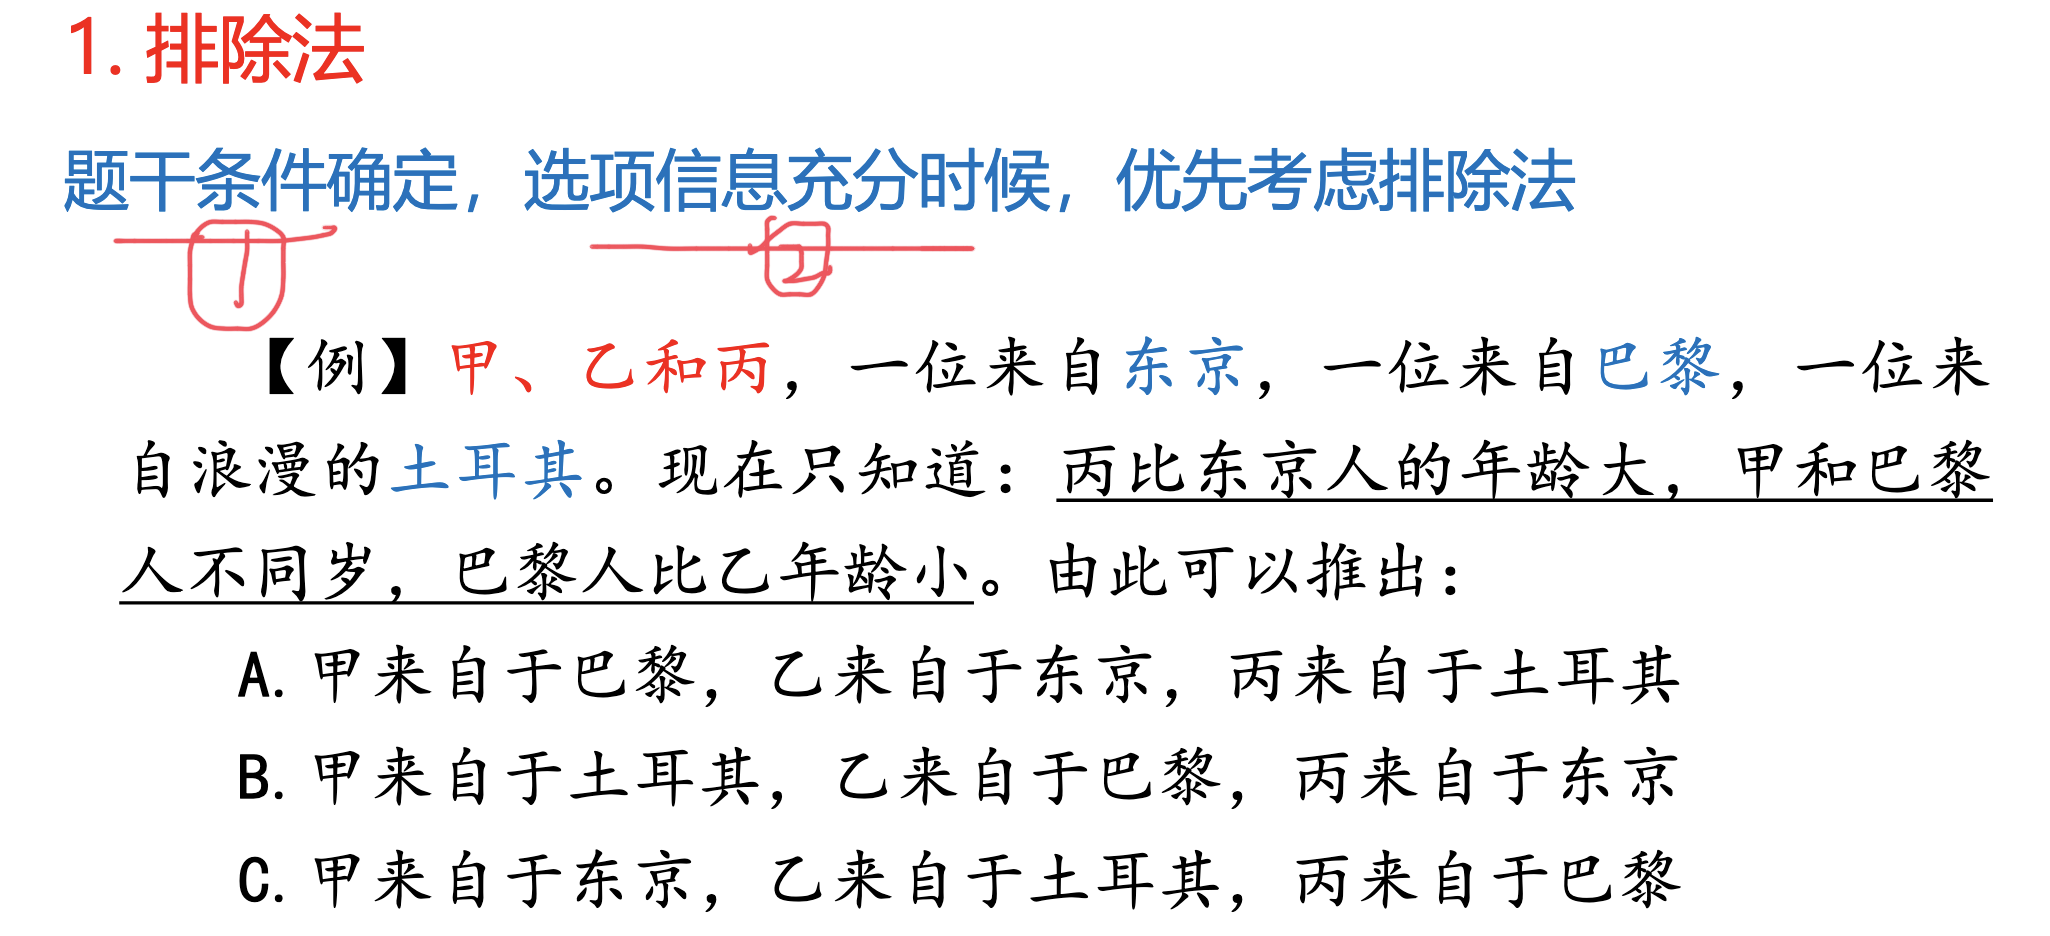 1. 排除法
题干条件确定，选项信息充分时候，优先考虑排除法
1 2
【例】甲、乙和丙，一位来自东京，一位来自巴黎，一位来
自浪漫的土耳其。现在只知道：丙比东京人的年龄大，甲和巴黎
人不同岁，巴黎人比乙年龄小。由此可以推出：
A. 甲来自于巴黎，乙来自于东京，丙来自于土耳其
B. 甲来自于土耳其，乙来自于巴黎，丙来自于东京
C. 甲来自于东京，乙来自于土耳其，丙来自于巴黎